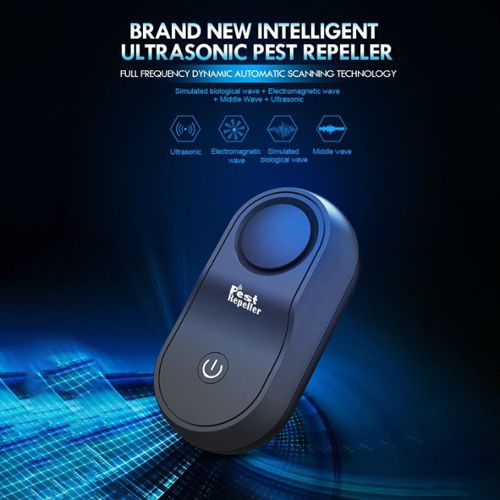 BRAND NEW INTELLIGENT
ULTRASONIC PEST REPELLER
FULL FREQUENCY DYNAMIC AUTOMATIC SCANNING TECHNOLOGY
Simulated biological wave + Electromagnetic wave
+ Middle Wave + Ultrasonic
Ultrasonic
Electromagnetic
wave
Simulated
biological wave
Middle wave
Pest
Repeller